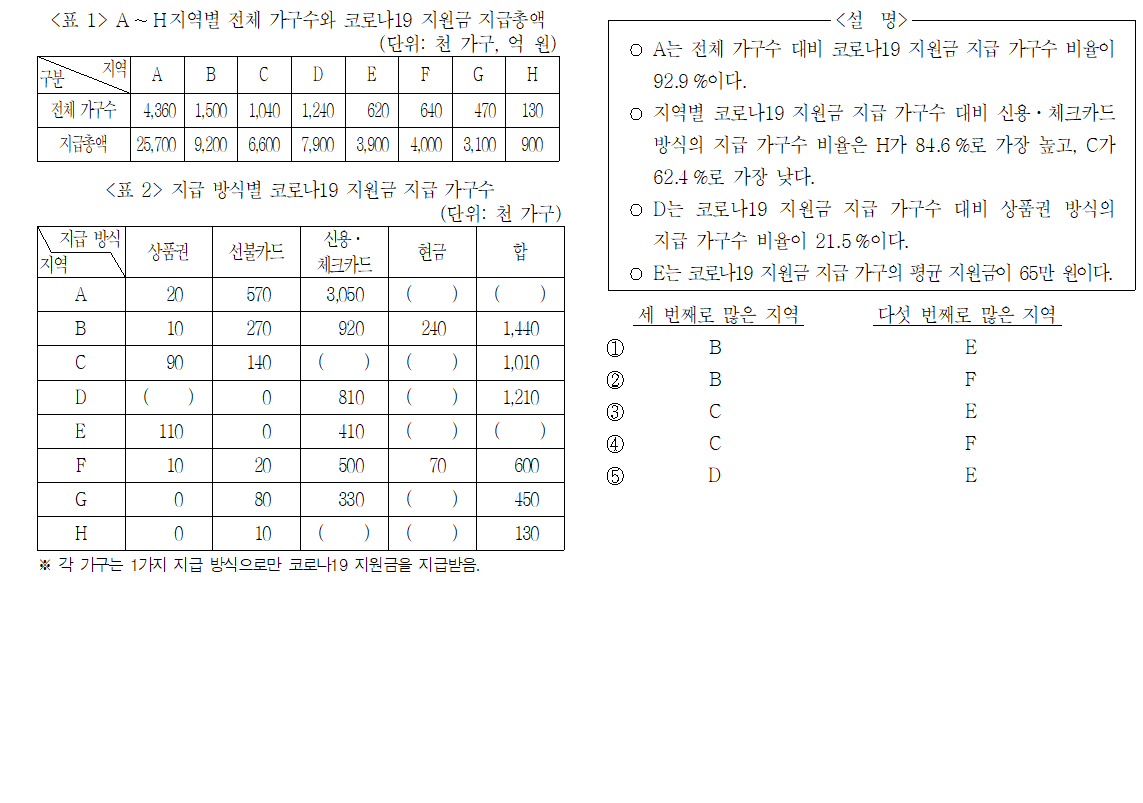 <표 1> A~H지역별 전체 가구수와 코로나19 지원금 지급총액
(단위: 천 가구, 억 원)
구분 지역 A B C D E F G H
전체 가구수 4,360 1,500 1,040 1,240 620 640 470 130
지급총액 25,700 9,200 6,600 7,900 3,900 4,000 3,100 900
<표 2> 지급 방식별 코로나19 지원금 지급 가구수
(단위: 천 가구)
지역 지급 방식 상품권 선불카드 신용·체크카드 현금 합
A 20 570 3,050 ( ) ( )
B 10 270 920 240 1,440
C 90 140 ( ) ( ) 1,010
D ( ) 0 810 ( ) 1,210
E 110 0 410 ( ) ( )
F 10 20 500 70 600
G 0 80 330 ( ) 450
H 0 10 ( ) ( ) 130
※ 각 가구는 1가지 지급 방식으로만 코로나19 지원금을 지급받음.
<설 명>
○ A는 전체 가구수 대비 코로나19 지원금 지급 가구수 비율이
92.9%이다.
○ 지역별 코로나19 지원금 지급 가구수 대비 신용·체크카드
방식의 지급 가구수 비율은 H가 84.6%로 가장 높고, C가
62.4%로 가장 낮다.
○ D는 코로나19 지원금 지급 가구수 대비 상품권 방식의
지급 가구수 비율이 21.5%이다.
○ E는 코로나19 지원금 지급 가구의 평균 지원금이 65만 원이다.
세 번째로 많은 지역 다섯 번째로 많은 지역
① B E
② B F
③ C E
④ C F
⑤ D E